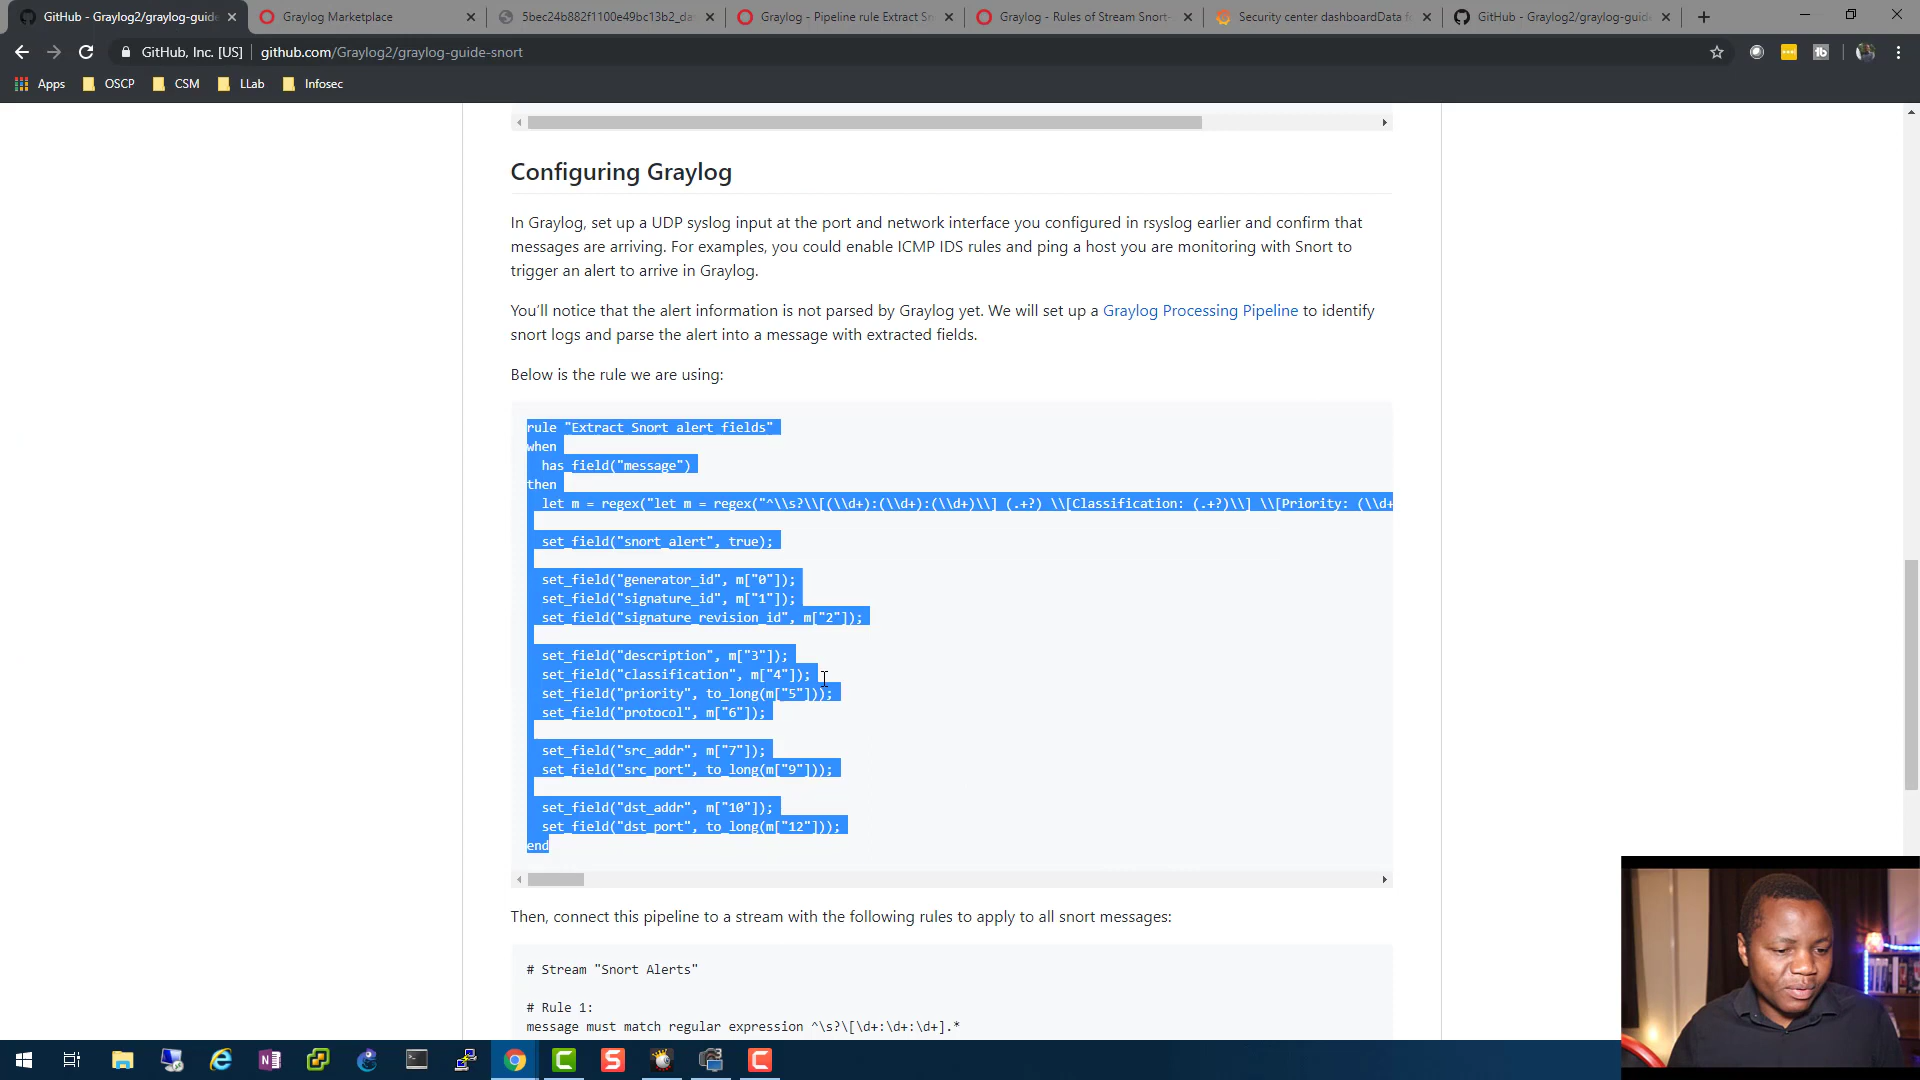 GitHub - Graylog2/graylog-guide
Graylog Marketplace
5bec24b882f1100e49bc13b2_da
Graylog - Pipeline rule Extract Sn
Graylog - Rules of Stream Snort-
Security center dashboardData f
GitHub - Graylog2/graylog-guid
GitHub, Inc. [US] | github.com/Graylog2/graylog-guide-snort
Apps OSCP CSM LLab Infosec
Configuring Graylog
In Graylog, set up a UDP syslog input at the port and network interface you configured in rsyslog earlier and confirm that
messages are arriving. For examples, you could enable ICMP IDS rules and ping a host you are monitoring with Snort to
trigger an alert to arrive in Graylog.
You'll notice that the alert information is not parsed by Graylog yet. We will set up a Graylog Processing Pipeline to identify
snort logs and parse the alert into a message with extracted fields.
Below is the rule we are using:
rule "Extract Snort alert fields"
when
has_field("message")
then
let m = regex("let m = regex("^\\s?\\[(\\d+):(\\d+):(\\d+)\\] (.+?) \\[Classification: (.+?)\\] \\[Priority: (\\d+
set_field("snort_alert", true);
set_field("generator_id", m["0"]);
set_field("signature_id", m["1"]);
set_field("signature_revision_id", m["2"]);
set_field("description", m["3"]);
set_field("classification", m["4"]);
set_field("priority", to_long(m["5"]));
set_field("protocol", m["6"]);
set_field("src_addr", m["7"]);
set_field("src_port", to_long(m["9"]));
set_field("dst_addr", m["10"]);
set_field("dst_port", to_long(m["12"]));
end
Then, connect this pipeline to a stream with the following rules to apply to all snort messages:
# Stream "Snort Alerts"
# Rule 1:
message must match regular expression ^\s?\[\d+:\d+:\d+].*